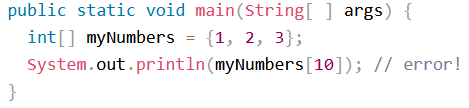 public static void main(String[ ] args) {
int[] myNumbers = {1, 2, 3};
System.out.println(myNumbers[10]); // error!
}